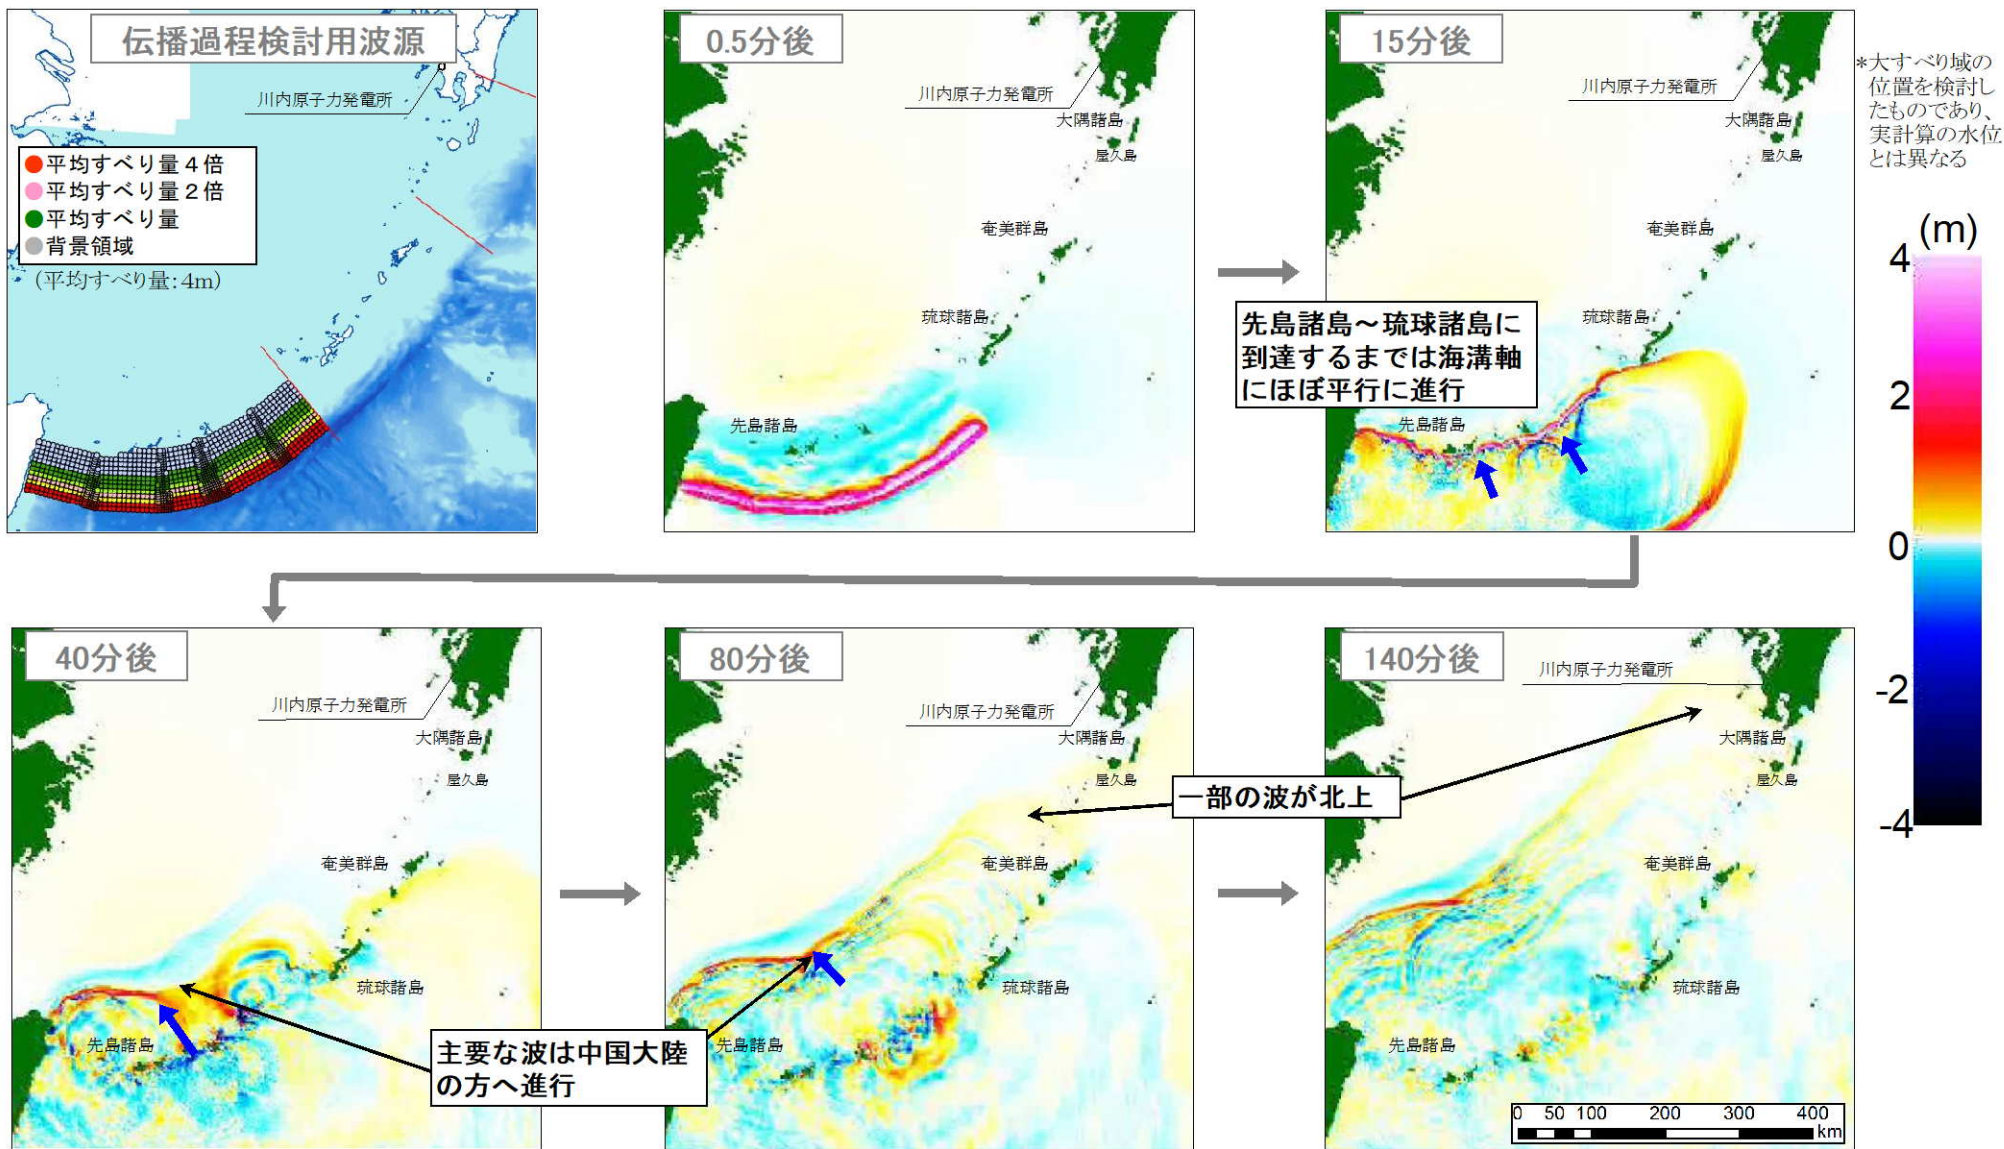 伝播過程検討用波源
川内原子力発電所
●平均すべり量４倍
●平均すべり量２倍
●平均すべり量
●背景領域
(平均すべり量:4m)
0.5分後
川内原子力発電所
大隅諸島
屋久島
奄美群島
琉球諸島
先島諸島
15分後
川内原子力発電所
大隅諸島
屋久島
奄美群島
琉球諸島
先島諸島
先島諸島～琉球諸島に
到達するまでは海溝軸
にほぼ平行に進行
*大すべり域の
位置を検討し
たものであり、
実計算の水位
とは異なる
(m)
4
2
0
-2
-4
40分後
川内原子力発電所
大隅諸島
屋久島
奄美群島
琉球諸島
先島諸島
主要な波は中国大陸
の方へ進行
80分後
川内原子力発電所
大隅諸島
屋久島
奄美群島
琉球諸島
先島諸島
一部の波が北上
140分後
川内原子力発電所
大隅諸島
屋久島
奄美群島
琉球諸島
先島諸島
0 50 100 200 300 400
km